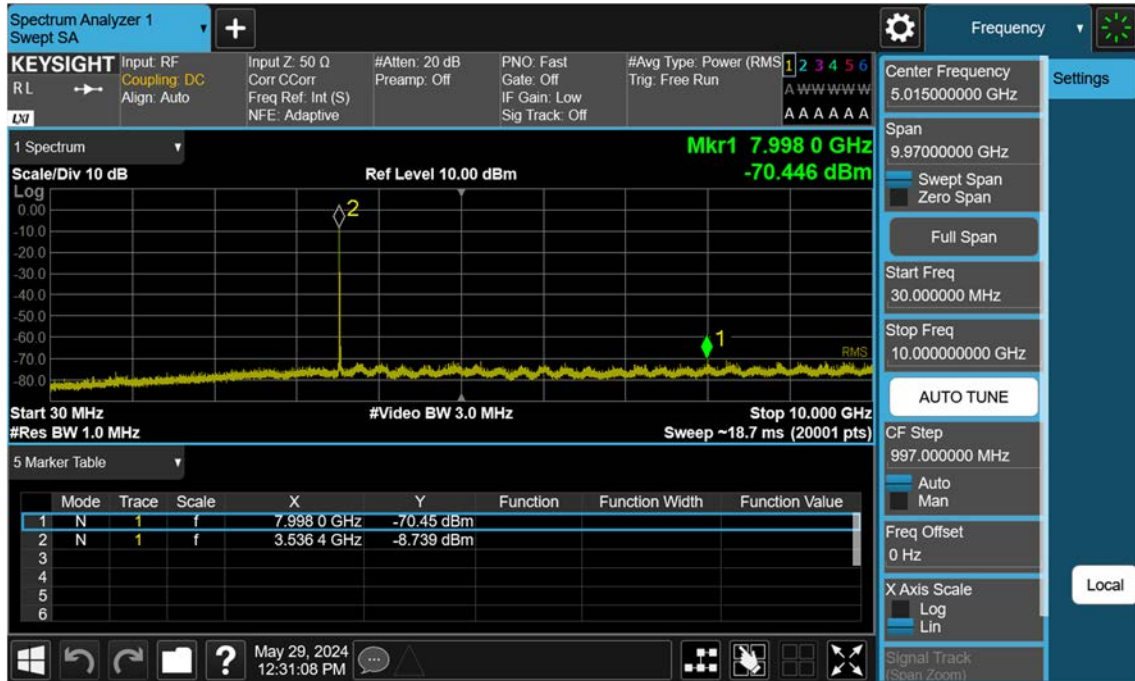 Spectrum Analyzer 1
Swept SA
+
Frequency
KEYSIGHT
R L
LXI
Input: RF
Coupling: DC
Align: Auto
Input Z: 50 Ω
Corr CCorr
Freq Ref: Int (S)
NFE: Adaptive
#Atten: 20 dB
Preamp: Off
PNO: Fast
Gate: Off
IF Gain: Low
Sig Track: Off
#Avg Type: Power (RMS
Trig: Free Run
1 2 3 4 5 6
A W W W W W
A A A A A A
1 Spectrum
Scale/Div 10 dB
Ref Level 10.00 dBm
Mkr1 7.998 0 GHz
-70.446 dBm
Log
0.00
-10.0
-20.0
-30.0
-40.0
-50.0
-60.0
-70.0
-80.0
2
1
RMS
Start 30 MHz
#Video BW 3.0 MHz
Stop 10.000 GHz
#Res BW 1.0 MHz
Sweep ~18.7 ms (20001 pts)
5 Marker Table
Mode Trace Scale X Y Function Function Width Function Value
1 N 1 f 7.998 0 GHz -70.45 dBm
2 N 1 f 3.536 4 GHz -8.739 dBm
3
4
5
6
?
May 29, 2024
12:31:08 PM
Center Frequency
5.015000000 GHz
Settings
Span
9.97000000 GHz
Swept Span
Zero Span
Full Span
Start Freq
30.000000 MHz
Stop Freq
10.000000000 GHz
AUTO TUNE
CF Step
997.000000 MHz
Auto
Man
Freq Offset
0 Hz
X Axis Scale
Log
Lin
Local
Signal Track
(Span Zoom)